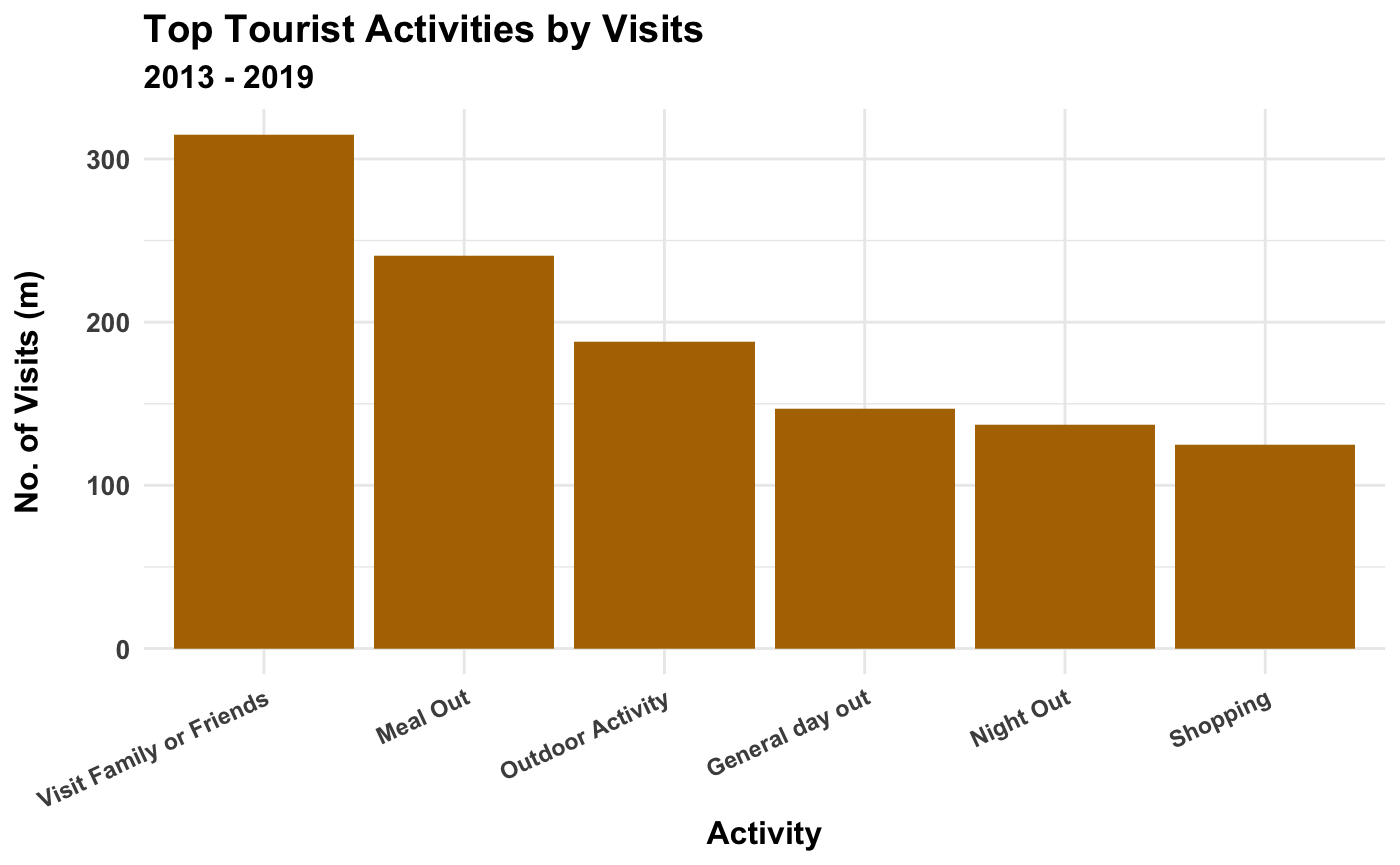 Top Tourist Activities by Visits
2013 - 2019
No. of Visits (m)
300
200
100
0
Visit Family or Friends
Meal Out
Outdoor Activity
General day out
Night Out
Shopping
Activity